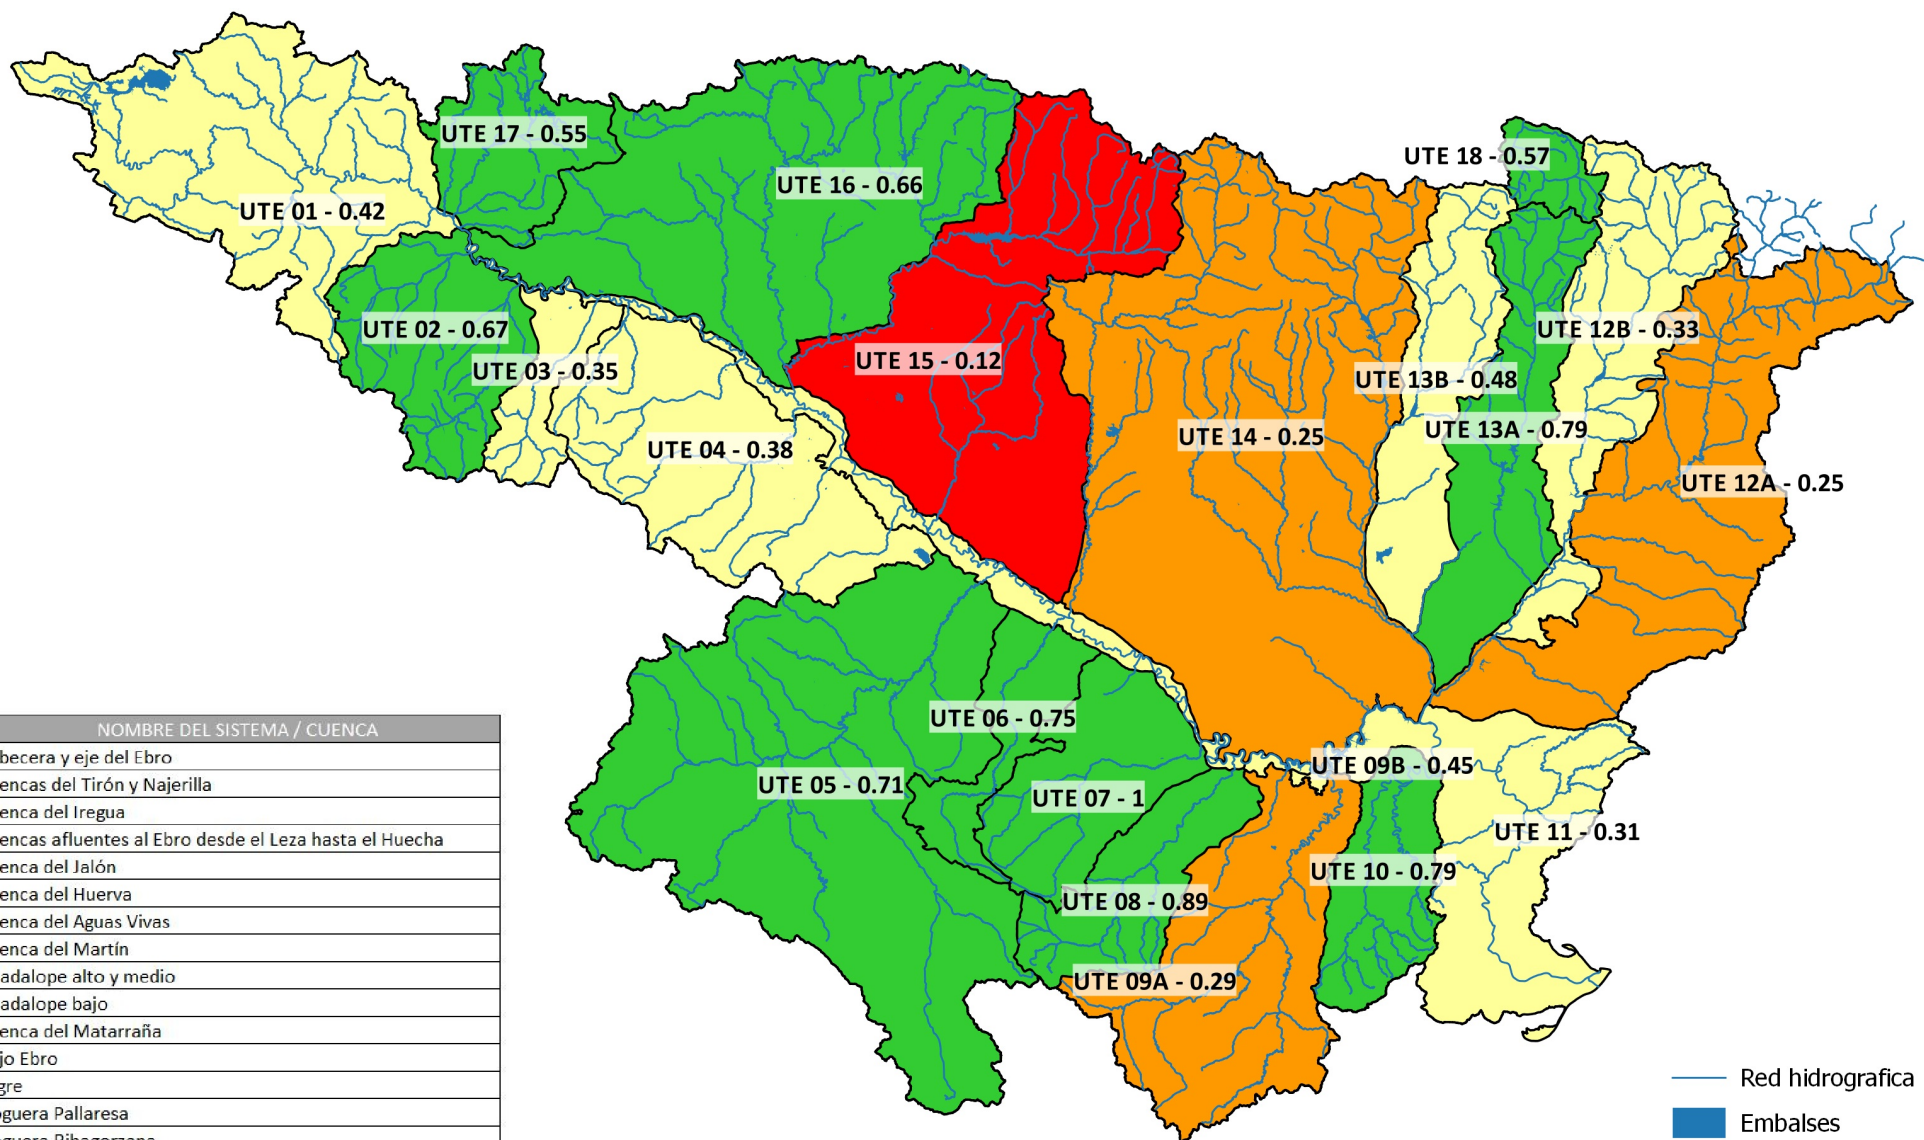 UTE 17 - 0.55
UTE 18 - 0.57
UTE 16 - 0.66
UTE 01 - 0.42
UTE 02 - 0.67
UTE 12B - 0.33
UTE 15 - 0.12
UTE 03 - 0.35
UTE 13B - 0.48
UTE 13A - 0.79
UTE 14 - 0.25
UTE 04 - 0.38
UTE 12A - 0.25
UTE 06 - 0.75
UTE 09B - 0.45
UTE 05 - 0.71
UTE 07 - 1
UTE 11 - 0.31
UTE 10 - 0.79
UTE 08 - 0.89
UTE 09A - 0.29
NOMBRE DEL SISTEMA / CUENCA
becera y eje del Ebro
encas del Tirón y Najerilla
enca del Iregua
encas afluentes al Ebro desde el Leza hasta el Huecha
enca del Jalón
enca del Huerva
enca del Aguas Vivas
enca del Martín
adalope alto y medio
adalope bajo
enca del Matarraña
jo Ebro
gre
oguera Pallaresa
Red hidrografica
Embalses